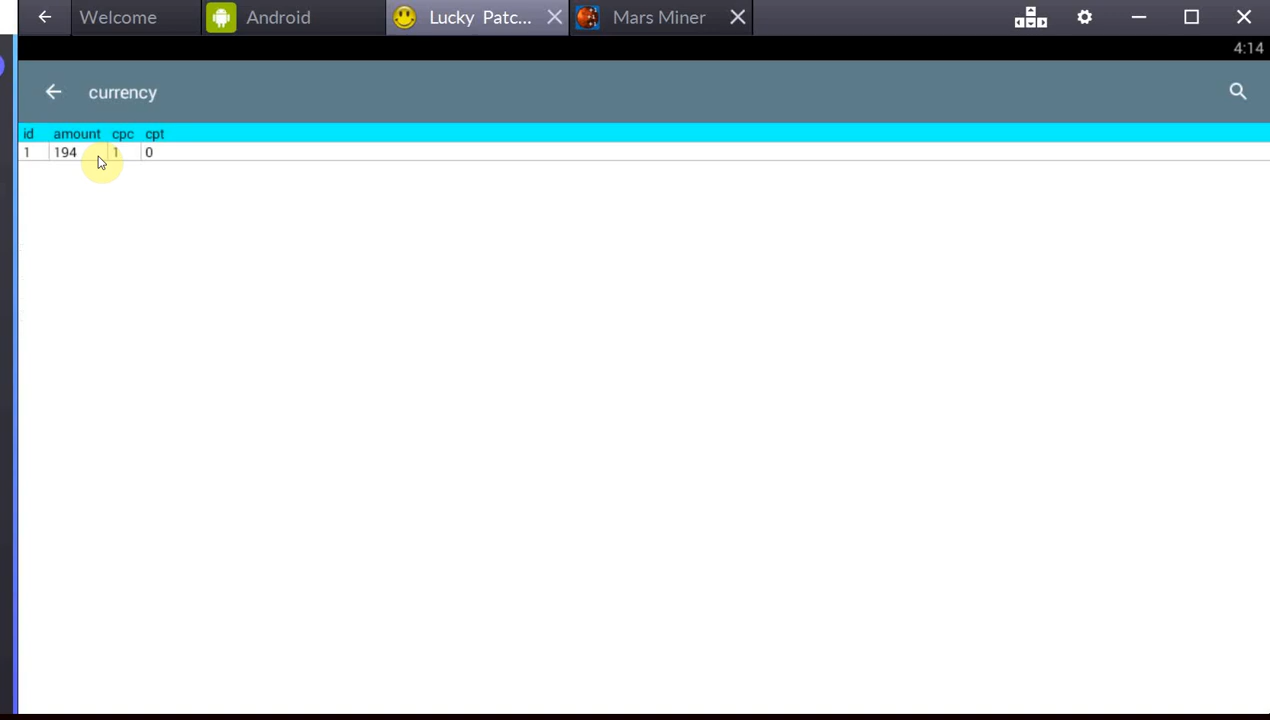 Welcome Android Lucky Patc... Mars Miner
4:14
currency
id amount cpc cpt
1 194 1 0